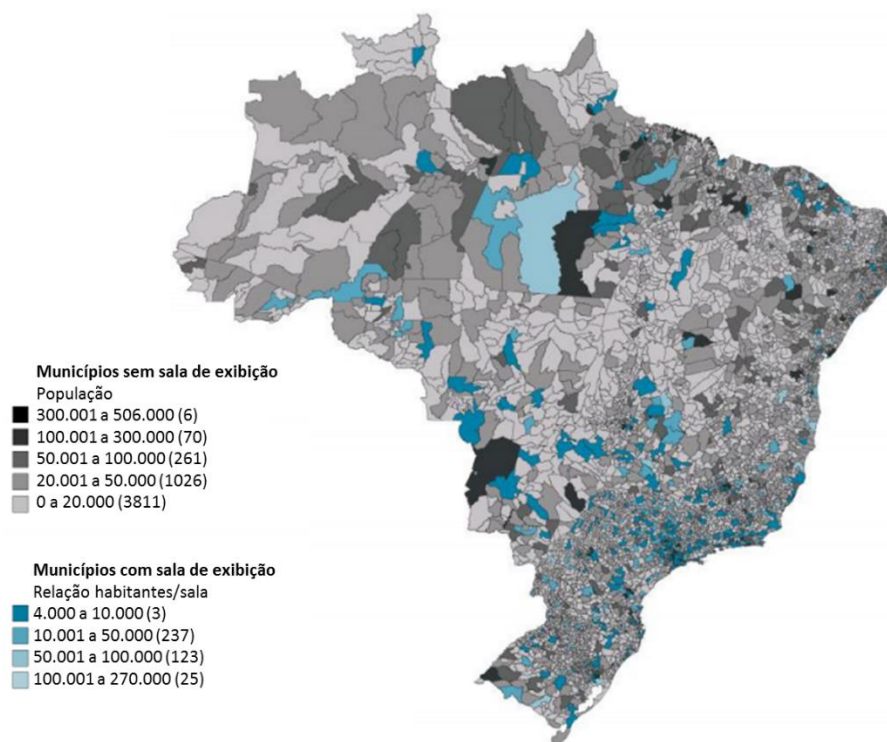 Municípios sem sala de exibição
População
300.001 a 506.000 (6)
100.001 a 300.000 (70)
50.001 a 100.000 (261)
20.001 a 50.000 (1026)
0 a 20.000 (3811)
Municípios com sala de exibição
Relação habitantes/sala
4.000 a 10.000 (3)
10.001 a 50.000 (237)
50.001 a 100.000 (123)
100.001 a 270.000 (25)